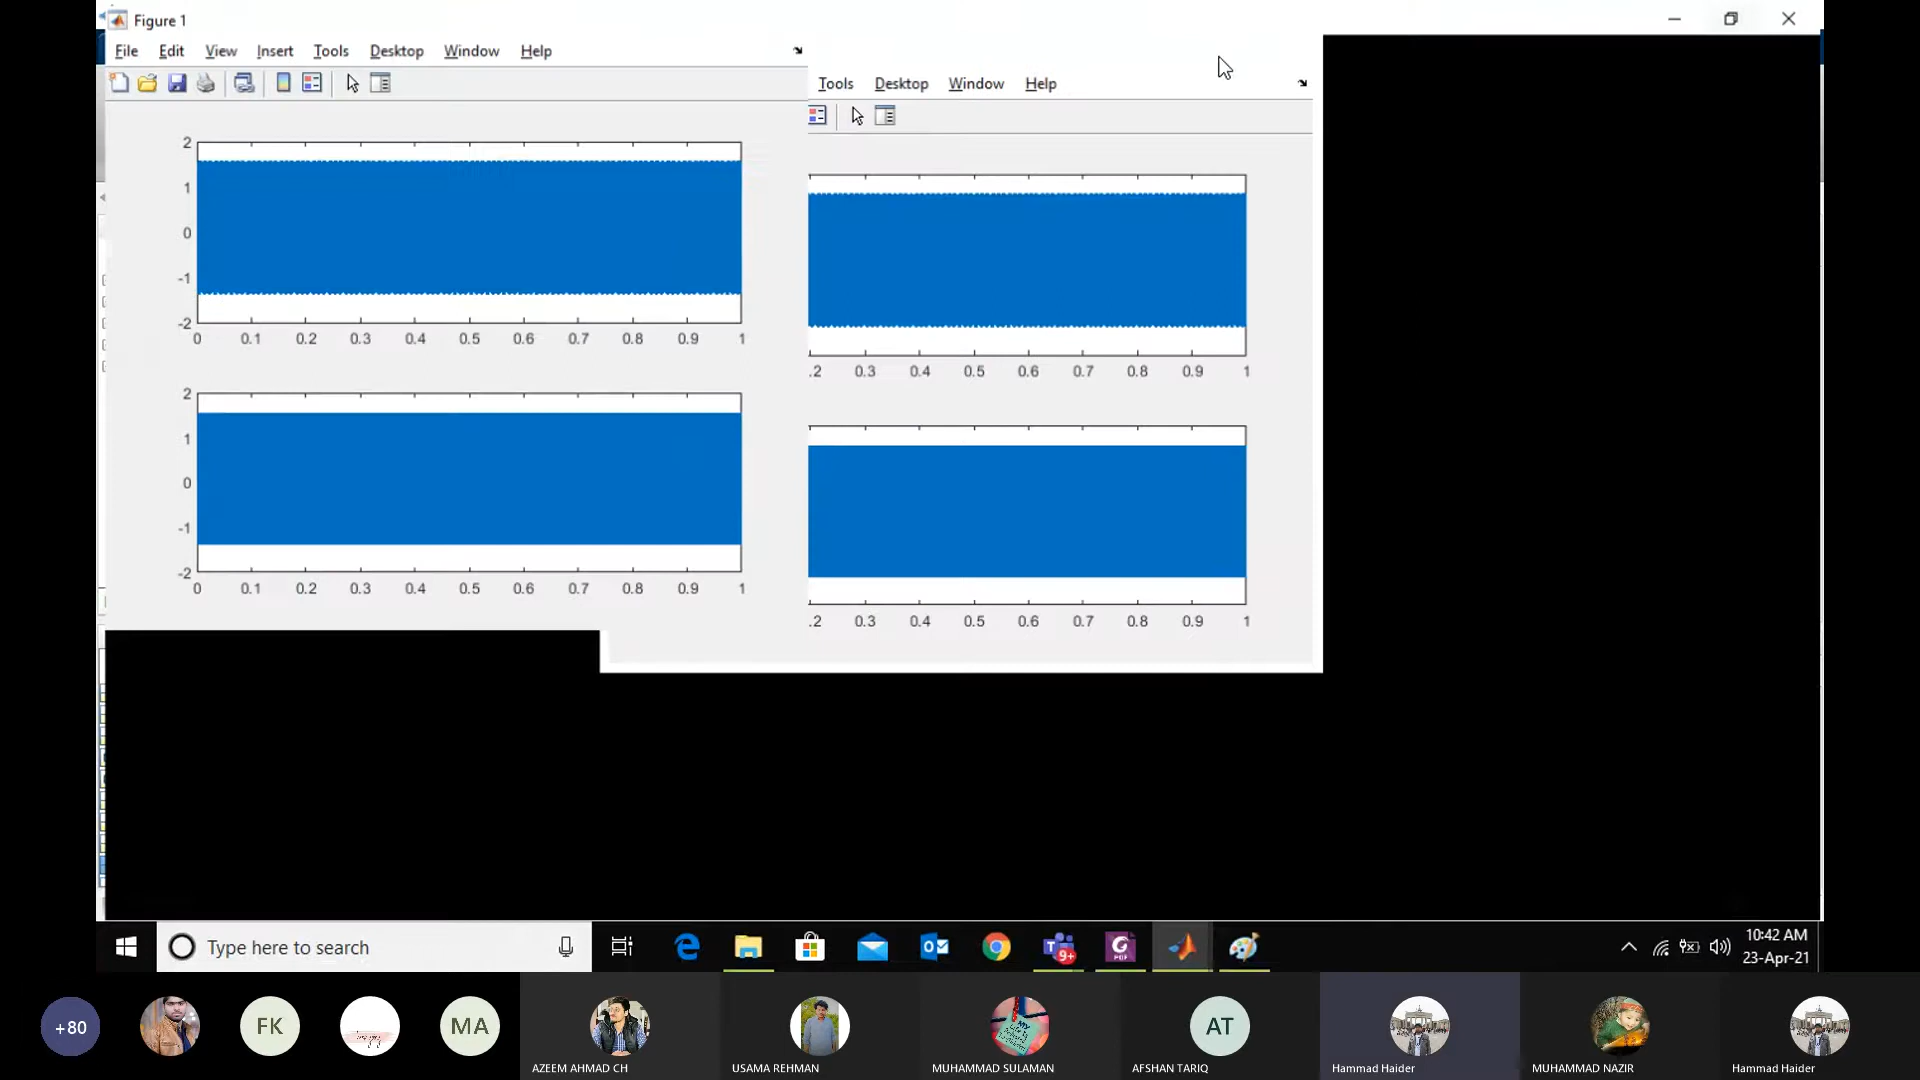 Figure 1
File Edit View Insert Tools Desktop Window Help
Tools Desktop Window Help
2
1
0
-1
-2
0 0.1 0.2 0.3 0.4 0.5 0.6 0.7 0.8 0.9 1
.2 0.3 0.4 0.5 0.6 0.7 0.8 0.9 1
2
1
0
-1
-2
0 0.1 0.2 0.3 0.4 0.5 0.6 0.7 0.8 0.9 1
.2 0.3 0.4 0.5 0.6 0.7 0.8 0.9 1
Type here to search
9+
PDF
10:42 AM
23-Apr-21
+80
FK
MA
AT
AZEEM AHMAD CH
USAMA REHMAN
MUHAMMAD SULAMAN
AFSHAN TARIQ
Hammad Haider
MUHAMMAD NAZIR
Hammad Haider